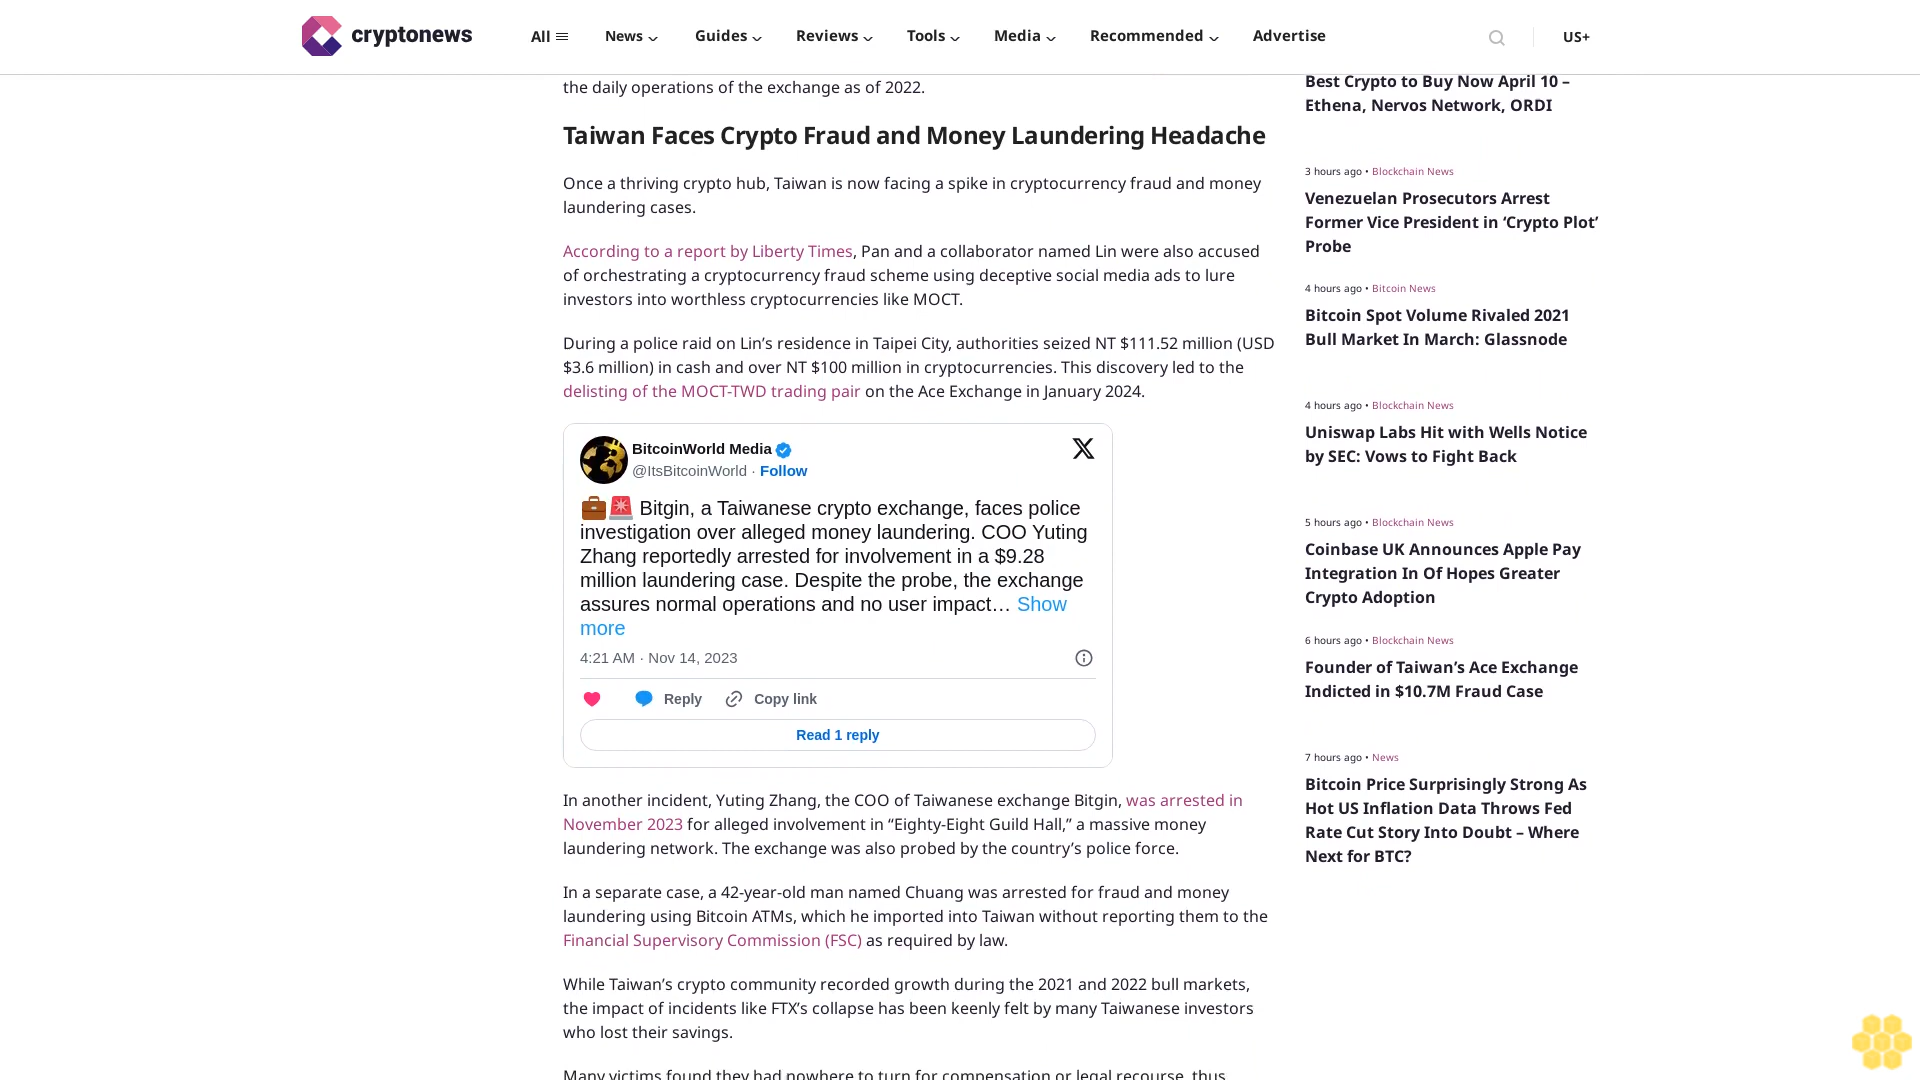 cryptonews
All
News
Guides
Reviews
Tools
Media
Recommended
Advertise
US+
the daily operations of the exchange as of 2022.
Taiwan Faces Crypto Fraud and Money Laundering Headache
Once a thriving crypto hub, Taiwan is now facing a spike in cryptocurrency fraud and money
laundering cases.
According to a report by Liberty Times, Pan and a collaborator named Lin were also accused
of orchestrating a cryptocurrency fraud scheme using deceptive social media ads to lure
investors into worthless cryptocurrencies like MOCT.
During a police raid on Lin’s residence in Taipei City, authorities seized NT $111.52 million (USD
$3.6 million) in cash and over NT $100 million in cryptocurrencies. This discovery led to the
delisting of the MOCT-TWD trading pair on the Ace Exchange in January 2024.
BitcoinWorld Media
@ItsBitcoinWorld · Follow
💼🚨 Bitgin, a Taiwanese crypto exchange, faces police
investigation over alleged money laundering. COO Yuting
Zhang reportedly arrested for involvement in a $9.28
million laundering case. Despite the probe, the exchange
assures normal operations and no user impact… Show
more
4:21 AM · Nov 14, 2023
Reply
Copy link
Read 1 reply
In another incident, Yuting Zhang, the COO of Taiwanese exchange Bitgin, was arrested in
November 2023 for alleged involvement in “Eighty-Eight Guild Hall,” a massive money
laundering network. The exchange was also probed by the country’s police force.
In a separate case, a 42-year-old man named Chuang was arrested for fraud and money
laundering using Bitcoin ATMs, which he imported into Taiwan without reporting them to the
Financial Supervisory Commission (FSC) as required by law.
While Taiwan’s crypto community recorded growth during the 2021 and 2022 bull markets,
the impact of incidents like FTX’s collapse has been keenly felt by many Taiwanese investors
who lost their savings.
Many victims found they had nowhere to turn for compensation or legal recourse, thus
Best Crypto to Buy Now April 10 –
Ethena, Nervos Network, ORDI
3 hours ago • Blockchain News
Venezuelan Prosecutors Arrest
Former Vice President in ‘Crypto Plot’
Probe
4 hours ago • Bitcoin News
Bitcoin Spot Volume Rivaled 2021
Bull Market In March: Glassnode
4 hours ago • Blockchain News
Uniswap Labs Hit with Wells Notice
by SEC: Vows to Fight Back
5 hours ago • Blockchain News
Coinbase UK Announces Apple Pay
Integration In Of Hopes Greater
Crypto Adoption
6 hours ago • Blockchain News
Founder of Taiwan’s Ace Exchange
Indicted in $10.7M Fraud Case
7 hours ago • News
Bitcoin Price Surprisingly Strong As
Hot US Inflation Data Throws Fed
Rate Cut Story Into Doubt – Where
Next for BTC?